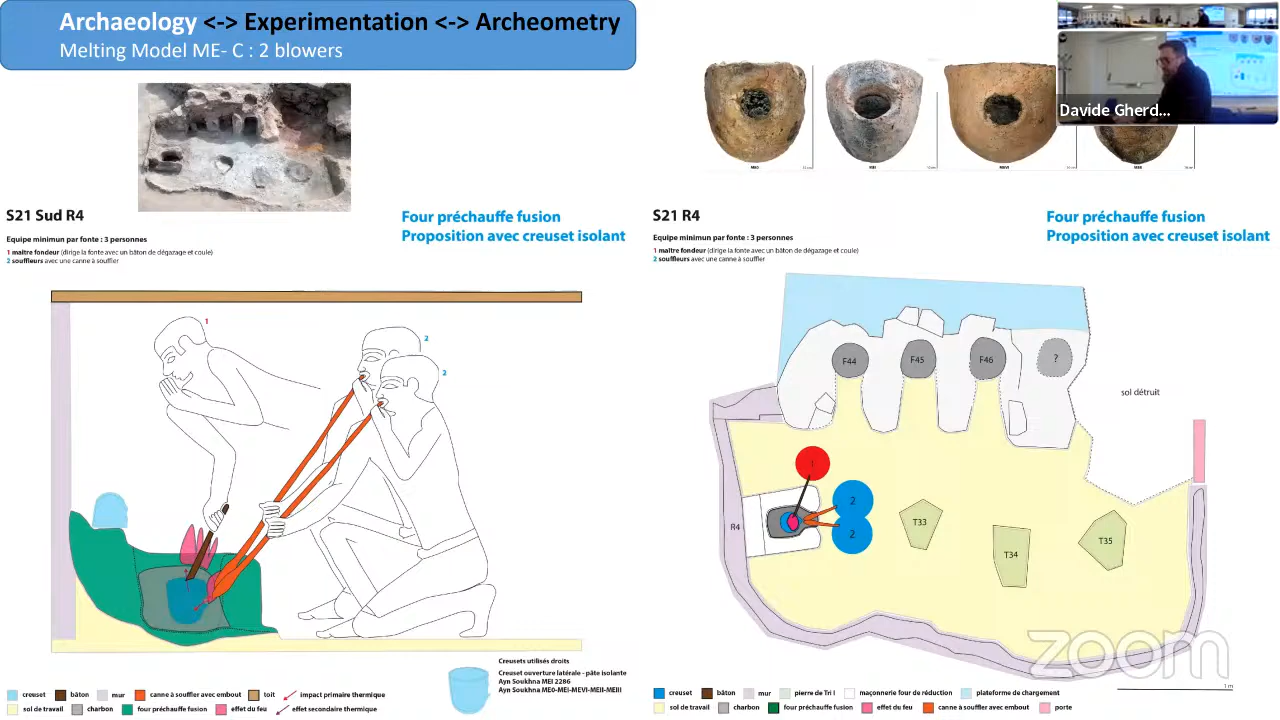 Archaeology <-> Experimentation <-> Archeometry
Melting Model ME- C : 2 blowers
Davide Gherd...
S21 Sud R4
Equipe minimun par fonte : 3 personnes
1 maître fondeur (dirige la fonte avec un bâton de dégazage et coule)
2 souffleurs avec une canne à souffler
Four préchauffe fusion
Proposition avec creuset isolant
1
2
2
Creusets utilisés droits
Creuset ouverture latérale - pâte isolante
Ayn Soukhna MEI 2286
Ayn Soukhna ME0-MEI-MEVI-MEII-MEIII
creuset
bâton
mur
canne à souffler avec embout
toit
impact primaire thermique
sol de travail
charbon
four préchauffe fusion
effet du feu
effet secondaire thermique
S21 R4
Equipe minimum par fonte : 3 personnes
1 maître fondeur (dirige la fonte avec un bâton de dégazage et coule)
2 souffleurs avec une canne à souffler
Four préchauffe fusion
Proposition avec creuset isolant
F44
F45
F46
?
sol détruit
1
2
2
R4
T33
T34
T35
zoom
1 m
creuset
bâton
mur
pierre de Tri I
maçonnerie four de réduction
plateforme de chargement
sol de travail
charbon
four préchauffe fusion
effet du feu
canne à souffler avec embout
porte